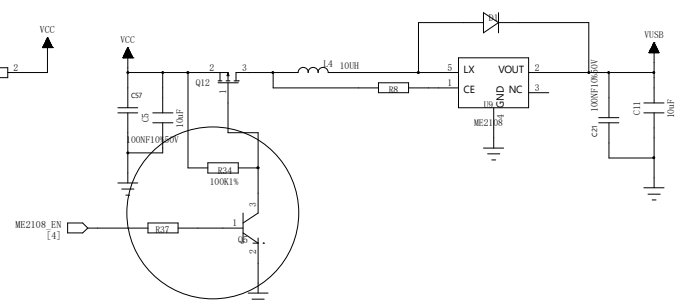 VCC
2
VCC
2
3
Q12
1
L4
10UH
R8
5
LX
VOUT
2
1
CE
GND
NC
3
U9
4
ME2108
D1
VUSB
C57
C5
10uF
100NF10%50V
100NF10%50V
C21
C11
10uF
R34
100K1%
3
1
2
ME2108_EN
[4]
R37